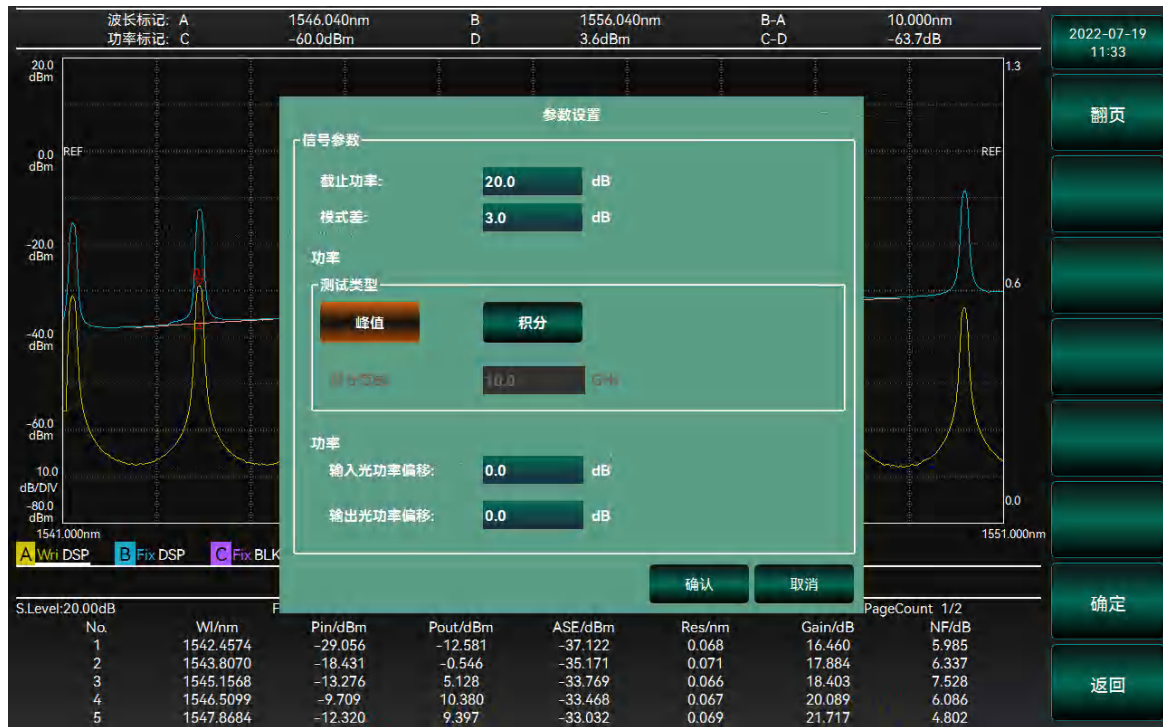 波长标记: A 1546.040nm B 1556.040nm B-A 10.000nm
功率标记: C -60.0dBm D 3.6dBm C-D -63.7dB
2022-07-19
11:33
20.0
dBm
1.3
翻页
参数设置
信号参数
0.0
dBm
REF
REF
截止功率: 20.0 dB
模式差: 3.0 dB
-20.0
dBm
功率
测试类型
0.6
峰值 积分
-40.0
dBm
10.0 GHz
-60.0
dBm
功率
输入光功率偏移: 0.0 dB
10.0
dB/DIV
输出光功率偏移: 0.0 dB
-80.0
dBm
0.0
1541.000nm 1551.000nm
A Wri DSP B Fix DSP C Fix BLK
确认 取消
确定
S.Level:20.00dB PageCount 1/2
No. Wl/nm Pin/dBm Pout/dBm ASE/dBm Res/nm Gain/dB NF/dB
1 1542.4574 -29.056 -12.581 -37.122 0.068 16.460 5.985
2 1543.8070 -18.431 -0.546 -35.171 0.071 17.884 6.337
3 1545.1568 -13.276 5.128 -33.769 0.066 18.403 7.528
4 1546.5099 -9.709 10.380 -33.468 0.067 20.089 6.086
5 1547.8684 -12.320 9.397 -33.032 0.069 21.717 4.802
返回